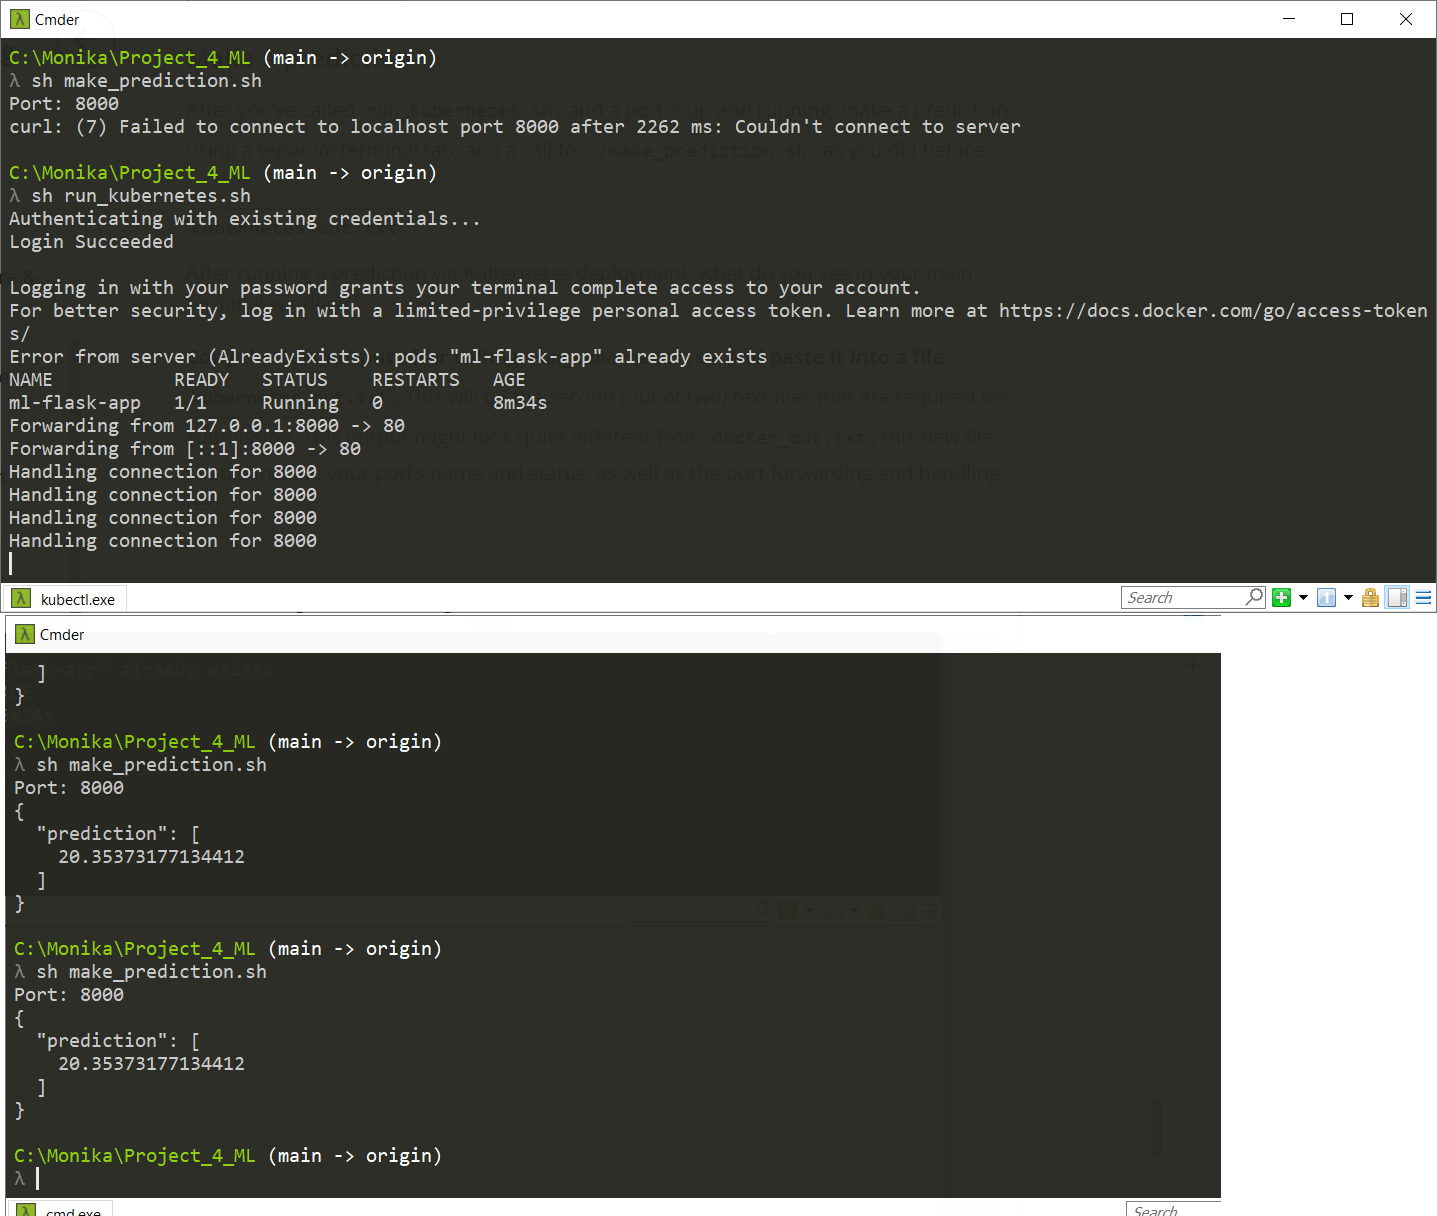 Cmder
C:\Monika\Project_4_ML (main -> origin)
λ sh make_prediction.sh
Port: 8000
curl: (7) Failed to connect to localhost port 8000 after 2262 ms: Couldn't connect to server
C:\Monika\Project_4_ML (main -> origin)
λ sh run_kubernetes.sh
Authenticating with existing credentials...
Login Succeeded
Logging in with your password grants your terminal complete access to your account.
For better security, log in with a limited-privilege personal access token. Learn more at https://docs.docker.com/go/access-token
s/
Error from server (AlreadyExists): pods "ml-flask-app" already exists
NAME READY STATUS RESTARTS AGE
ml-flask-app 1/1 Running 0 8m34s
Forwarding from 127.0.0.1:8000 -> 80
Forwarding from [::1]:8000 -> 80
Handling connection for 8000
Handling connection for 8000
Handling connection for 8000
Handling connection for 8000
kubectl.exe
Search
Cmder
]
}
C:\Monika\Project_4_ML (main -> origin)
λ sh make_prediction.sh
Port: 8000
{
"prediction": [
20.35373177134412
]
}
C:\Monika\Project_4_ML (main -> origin)
λ sh make_prediction.sh
Port: 8000
{
"prediction": [
20.35373177134412
]
}
C:\Monika\Project_4_ML (main -> origin)
λ
cmd.exe
Search